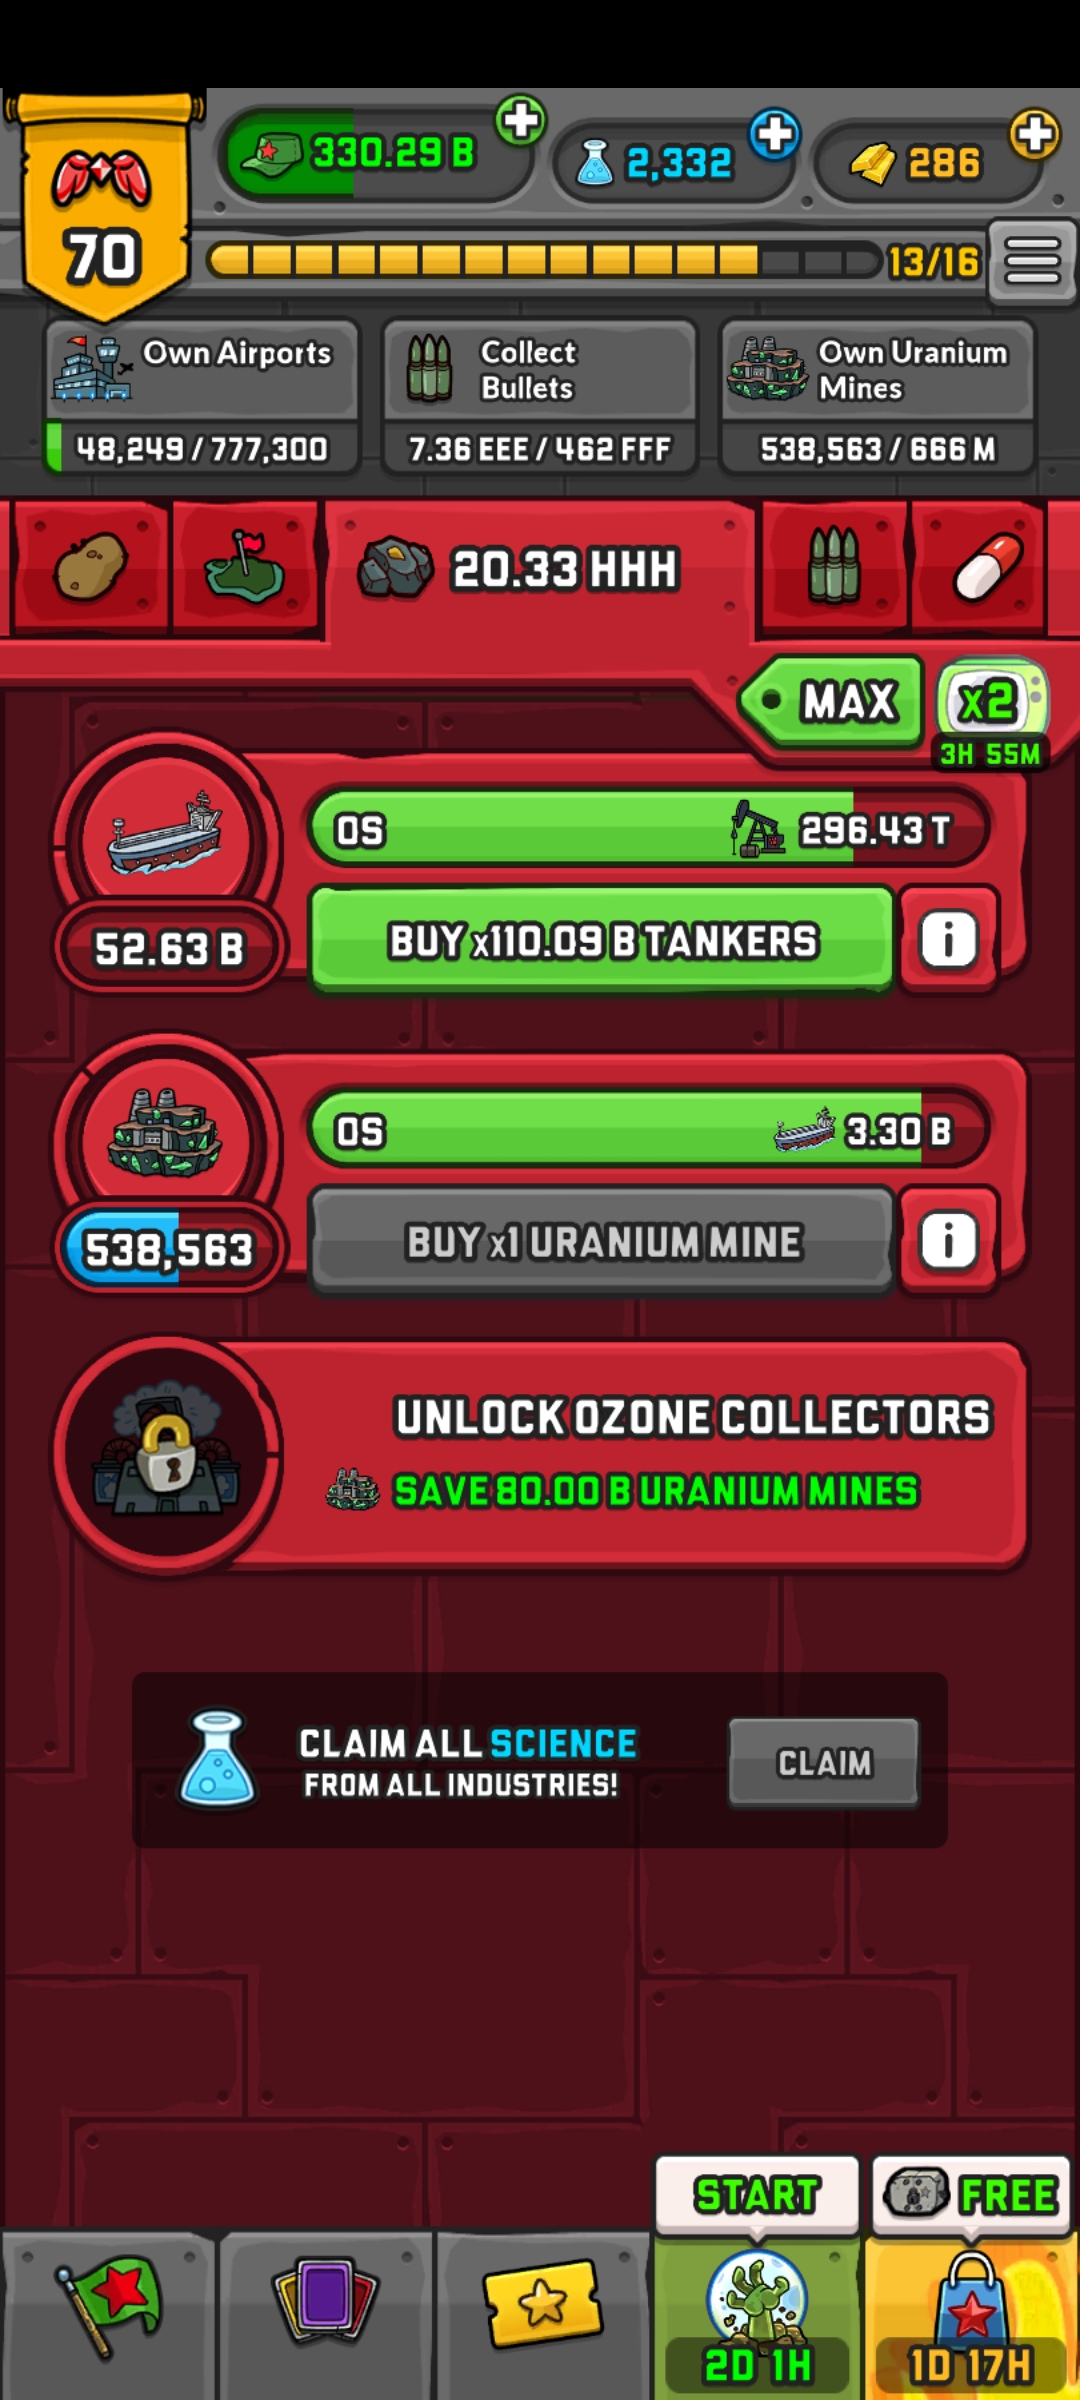 330.29 B
2,332
286
70
13/16
Own Airports
48,249/777,300
Collect
Bullets
7.36 EEE/462 FFF
Own Uranium
Mines
538,563/666 M
20.33 HHH
MAX
x2
3H 55M
0S
296.43 T
52.63 B
BUY x110.09 B TANKERS
i
0S
3.30 B
538,563
BUY x1 URANIUM MINE
i
UNLOCK OZONE COLLECTORS
SAVE 80.00 B URANIUM MINES
CLAIM ALL SCIENCE
FROM ALL INDUSTRIES!
CLAIM
START
FREE
2D 1H
1D 17H